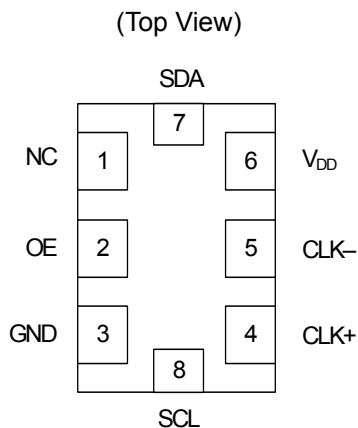 (Top View)
SDA
7
NC 1 6 VDD
OE 2 5 CLK–
GND 3 4 CLK+
8
SCL